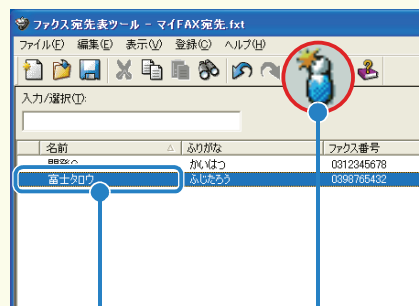 ファクス宛先表ツール - マイFAX宛先.fxt
ファイル(F) 編集(E) 表示(V) 登録(C) ヘルプ(H)
入力/選択(I):
名前 ふりがな ファクス番号
かいはつ 0312345678
富士タロウ ふじたろう 0398765432